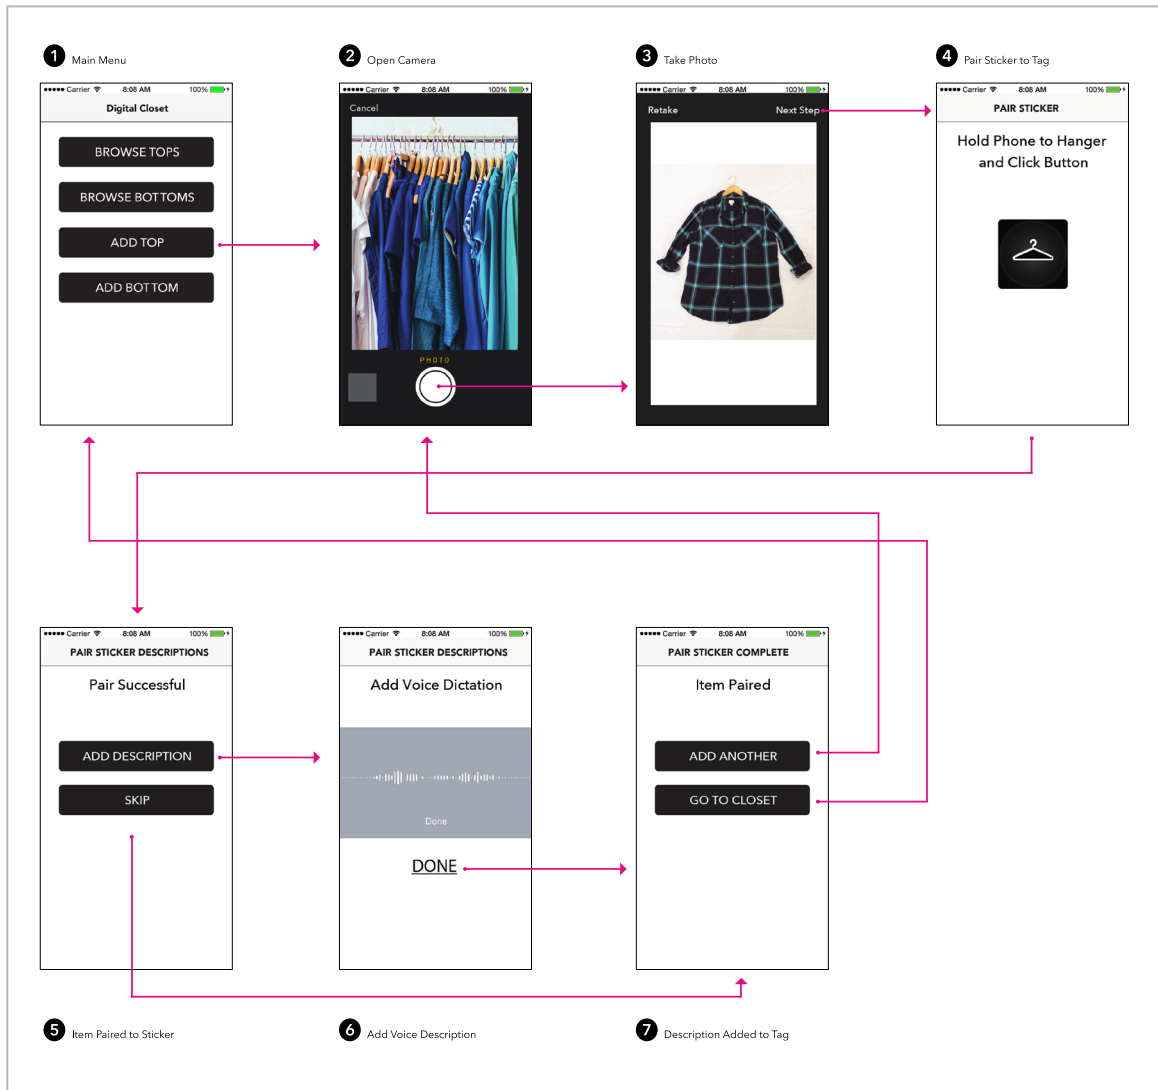 1 Main Menu
2 Open Camera
3 Take Photo
4 Pair Sticker to Tag
Carrier 8:08 AM 100%
Digital Closet
BROWSE TOPS
BROWSE BOTTOMS
ADD TOP
ADD BOTTOM
Carrier 8:08 AM 100%
Cancel
PHOTO
Carrier 8:08 AM 100%
Retake Next Step
Carrier 8:08 AM 100%
PAIR STICKER
Hold Phone to Hanger
and Click Button
Carrier 8:08 AM 100%
PAIR STICKER DESCRIPTIONS
Pair Successful
ADD DESCRIPTION
SKIP
Carrier 8:08 AM 100%
PAIR STICKER DESCRIPTIONS
Add Voice Dictation
Done
DONE
Carrier 8:08 AM 100%
PAIR STICKER COMPLETE
Item Paired
ADD ANOTHER
GO TO CLOSET
5 Item Paired to Sticker
6 Add Voice Description
7 Description Added to Tag